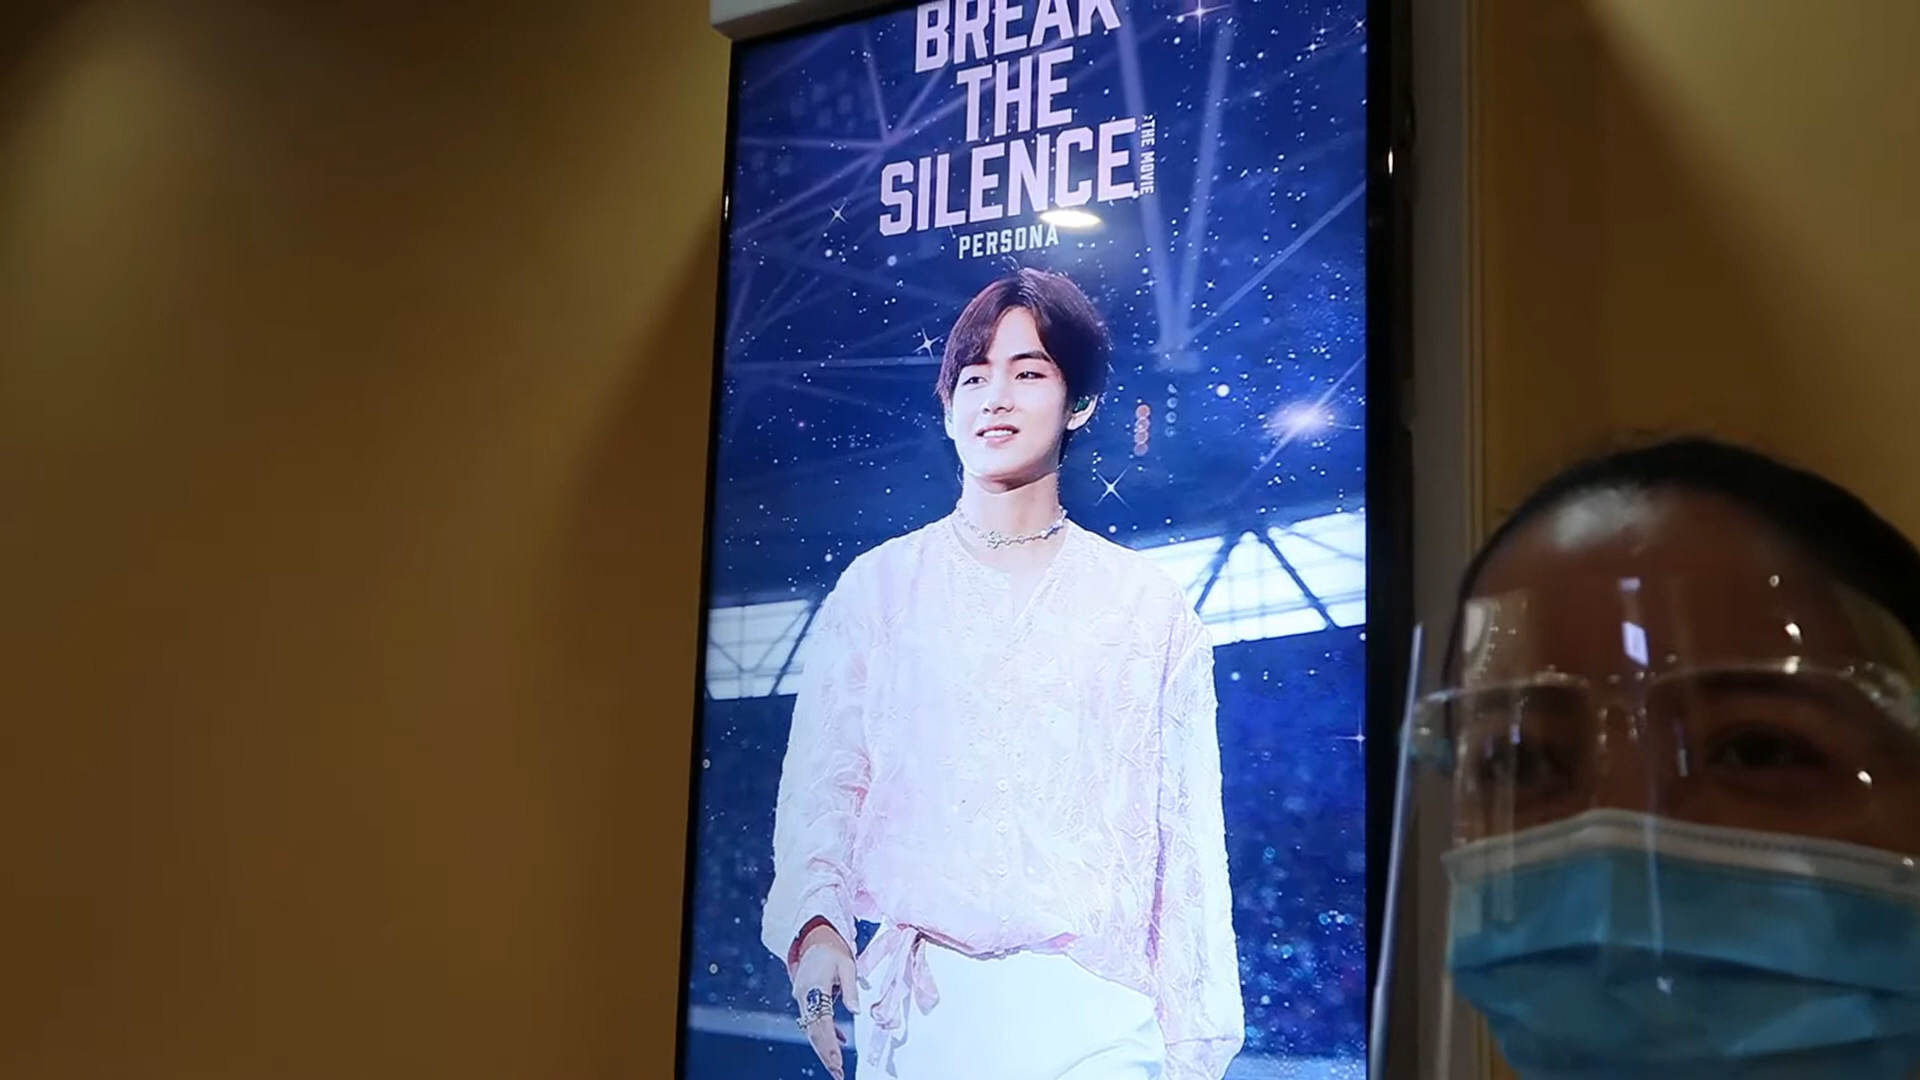 BREAK
THE
SILENCE
: THE MOVIE
PERSONA